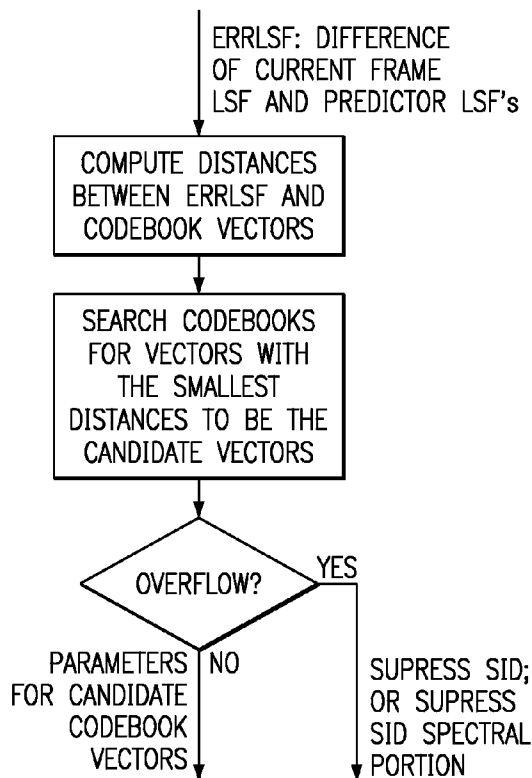 ERRLSF: DIFFERENCE
OF CURRENT FRAME
LSF AND PREDICTOR LSF's
COMPUTE DISTANCES
BETWEEN ERRLSF AND
CODEBOOK VECTORS
SEARCH CODEBOOKS
FOR VECTORS WITH
THE SMALLEST
DISTANCES TO BE THE
CANDIDATE VECTORS
OVERFLOW?
YES
NO
PARAMETERS
FOR CANDIDATE
CODEBOOK
VECTORS
SUPRESS SID;
OR SUPRESS
SID SPECTRAL
PORTION